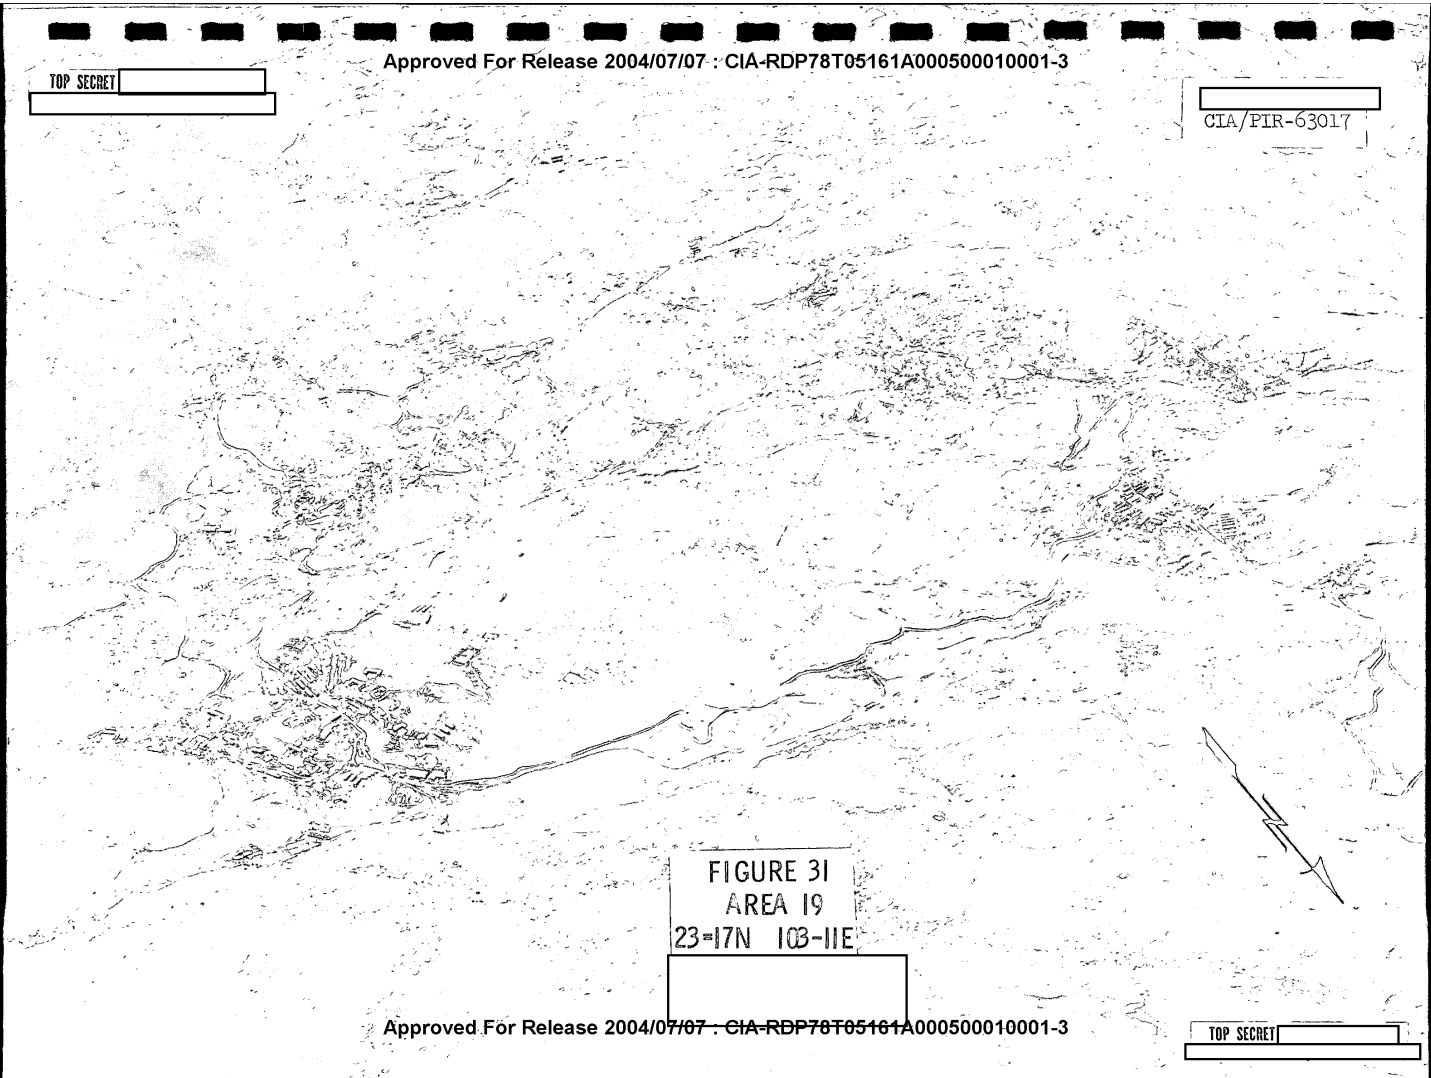 Approved For Release 2004/07/07 : CIA-RDP78T05161A000500010001-3
TOP SECRET
CIA/PIR-63017
FIGURE 31
AREA 19
23=17N 103-11E
Approved For Release 2004/07/07 : CIA-RDP78T05161A000500010001-3
TOP SECRET